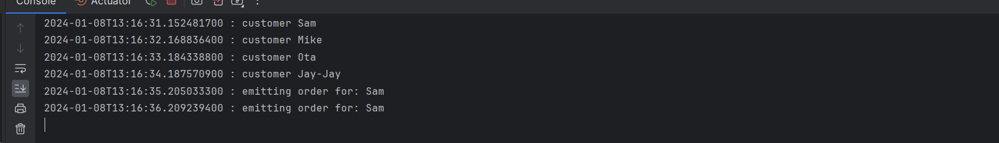 Console Actuator
2024-01-08T13:16:31.152481700 : customer Sam
2024-01-08T13:16:32.168836400 : customer Mike
2024-01-08T13:16:33.184338800 : customer Ota
2024-01-08T13:16:34.187570900 : customer Jay-Jay
2024-01-08T13:16:35.205033300 : emitting order for: Sam
2024-01-08T13:16:36.209239400 : emitting order for: Sam